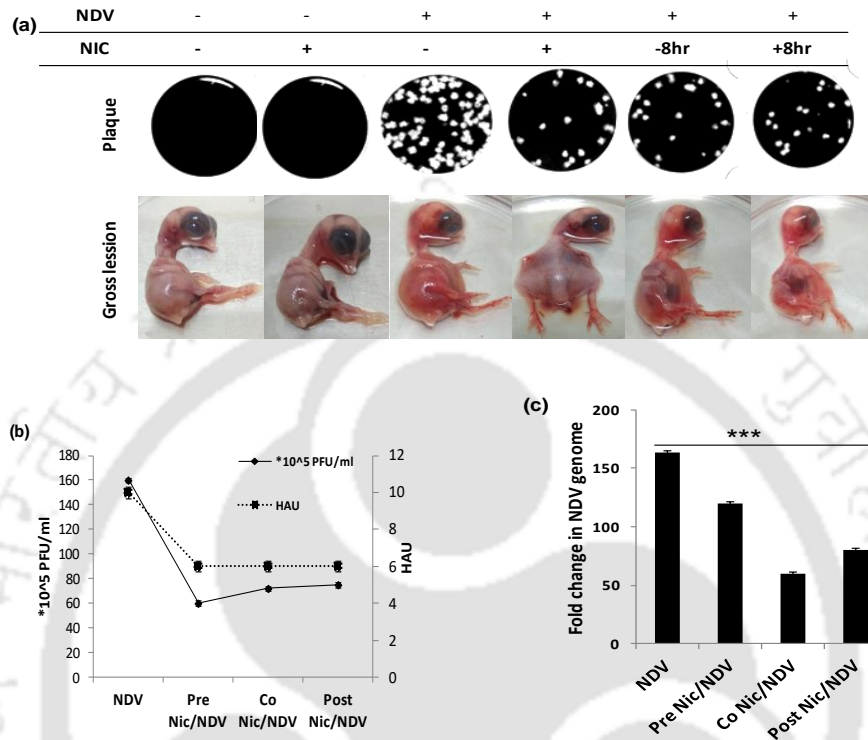 (a)
NDV - - + + + +
NIC - + - + -8hr +8hr
Plaque
Gross lession
(b)
*10^5 PFU/ml
HAU
180
160
140
120
100
80
60
40
20
0
*10^5 PFU/ml
HAU
12
10
8
6
4
2
0
NDV Pre Co Post
Nic/NDV Nic/NDV Nic/NDV
(c)
Fold change in NDV genome
200
150
100
50
0
***
NDV
Pre Nic/NDV
Co Nic/NDV
Post Nic/NDV